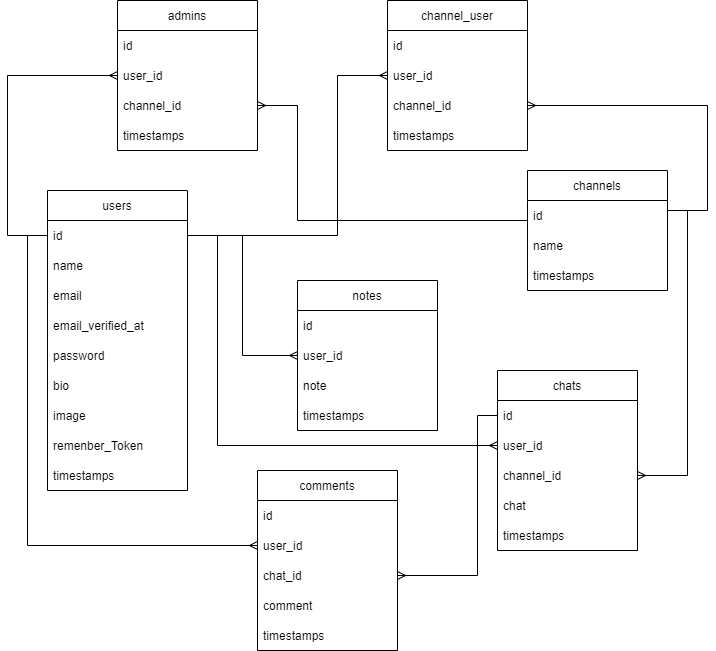 admins
id
user_id
channel_id
timestamps
channel_user
id
user_id
channel_id
timestamps
channels
id
name
timestamps
users
id
name
email
email_verified_at
password
bio
image
remenber_Token
timestamps
notes
id
user_id
note
timestamps
chats
id
user_id
channel_id
chat
timestamps
comments
id
user_id
chat_id
comment
timestamps